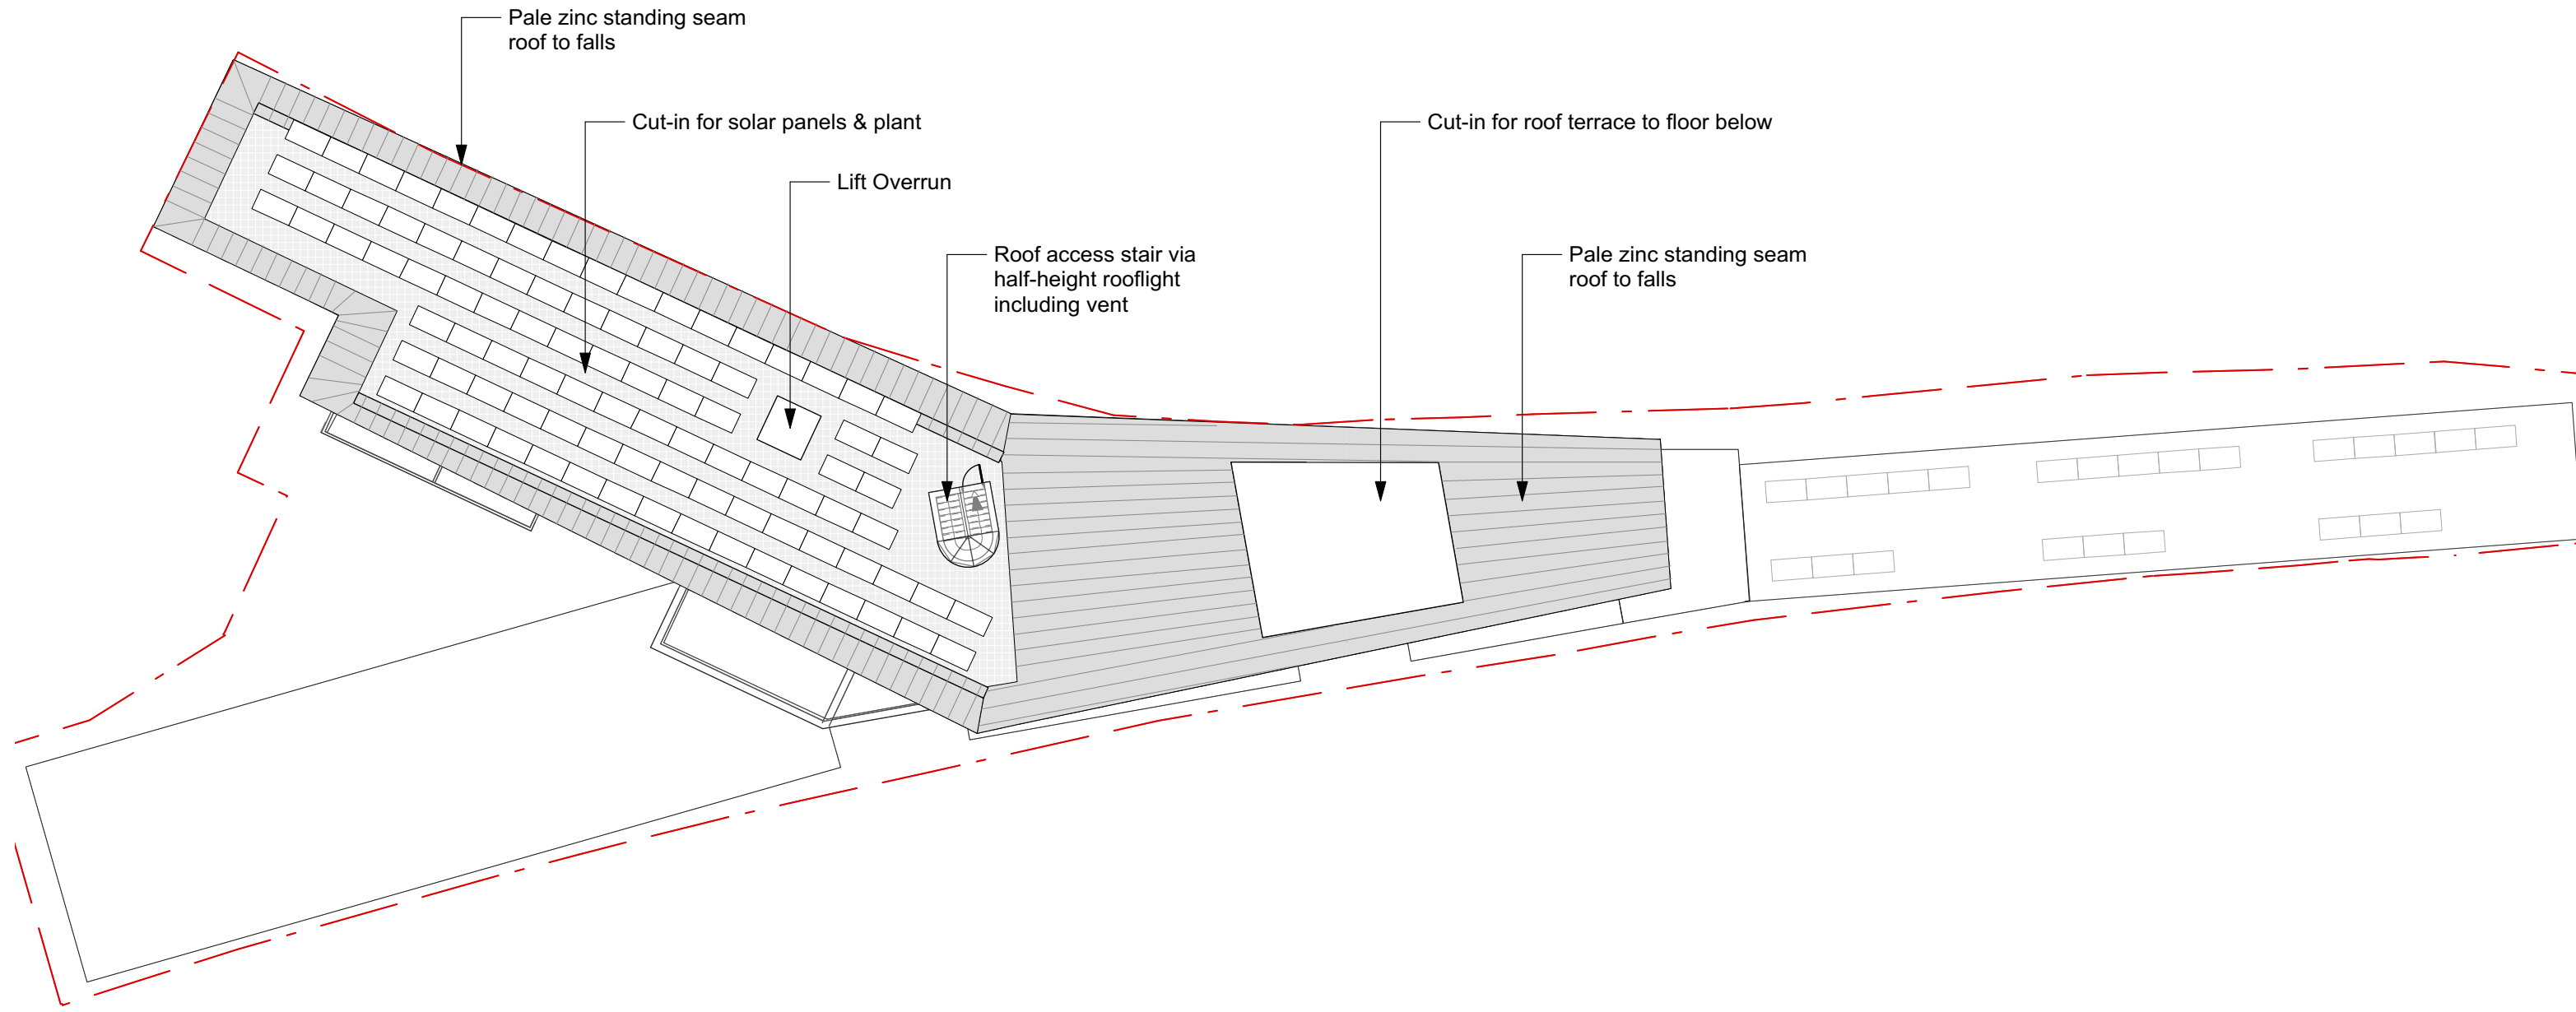 Pale zinc standing seam
roof to falls
Cut-in for solar panels & plant
Cut-in for roof terrace to floor below
Lift Overrun
Roof access stair via
half-height rooflight
including vent
Pale zinc standing seam
roof to falls